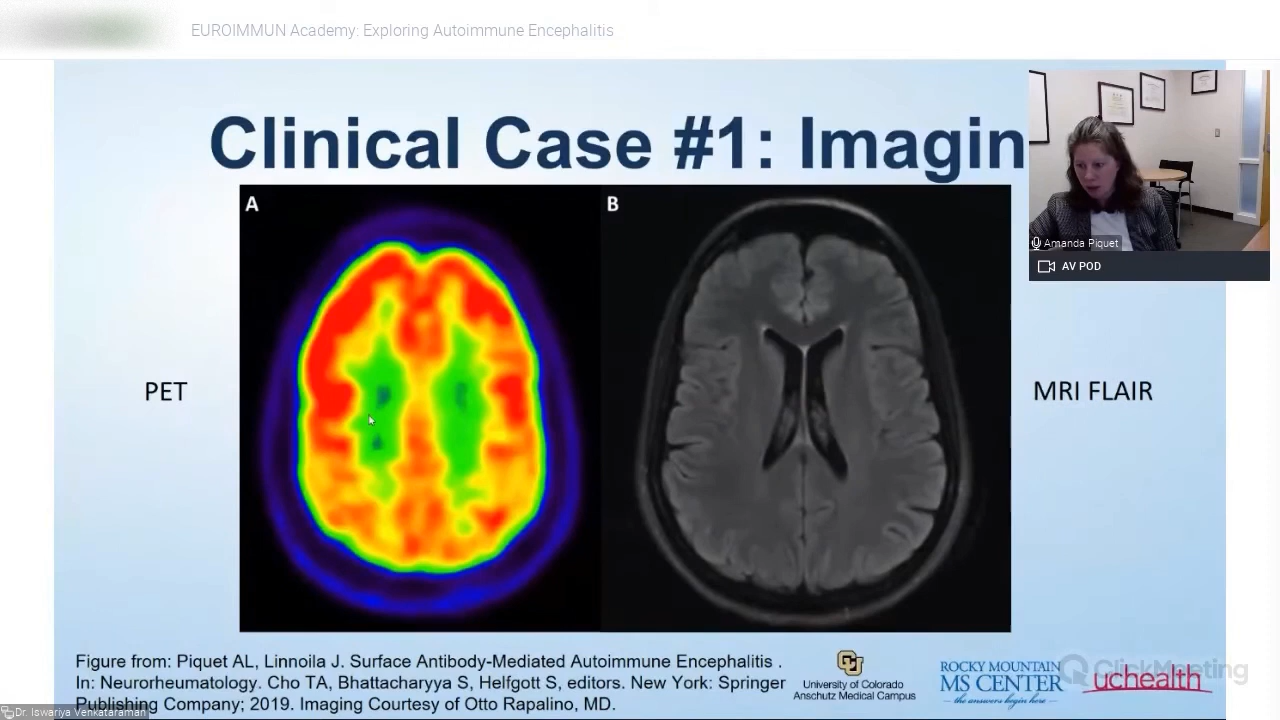 EUROIMMUN Academy: Exploring Autoimmune Encephalitis
Clinical Case #1: Imagin
A
B
Amanda Piquet
AV POD
PET
MRI FLAIR
Figure from: Piquet AL, Linnoila J. Surface Antibody-Mediated Autoimmune Encephalitis .
In: Neurorheumatology. Cho TA, Bhattacharyya S, Helfgott S, editors. New York: Springer
Publishing Company; 2019. Imaging Courtesy of Otto Rapalino, MD.
CU
University of Colorado
Anschutz Medical Campus
ROCKY MOUNTAIN
MS CENTER
the answers begin here
ClickMeeting
uchealth
Dr. Iswariya Venkataraman